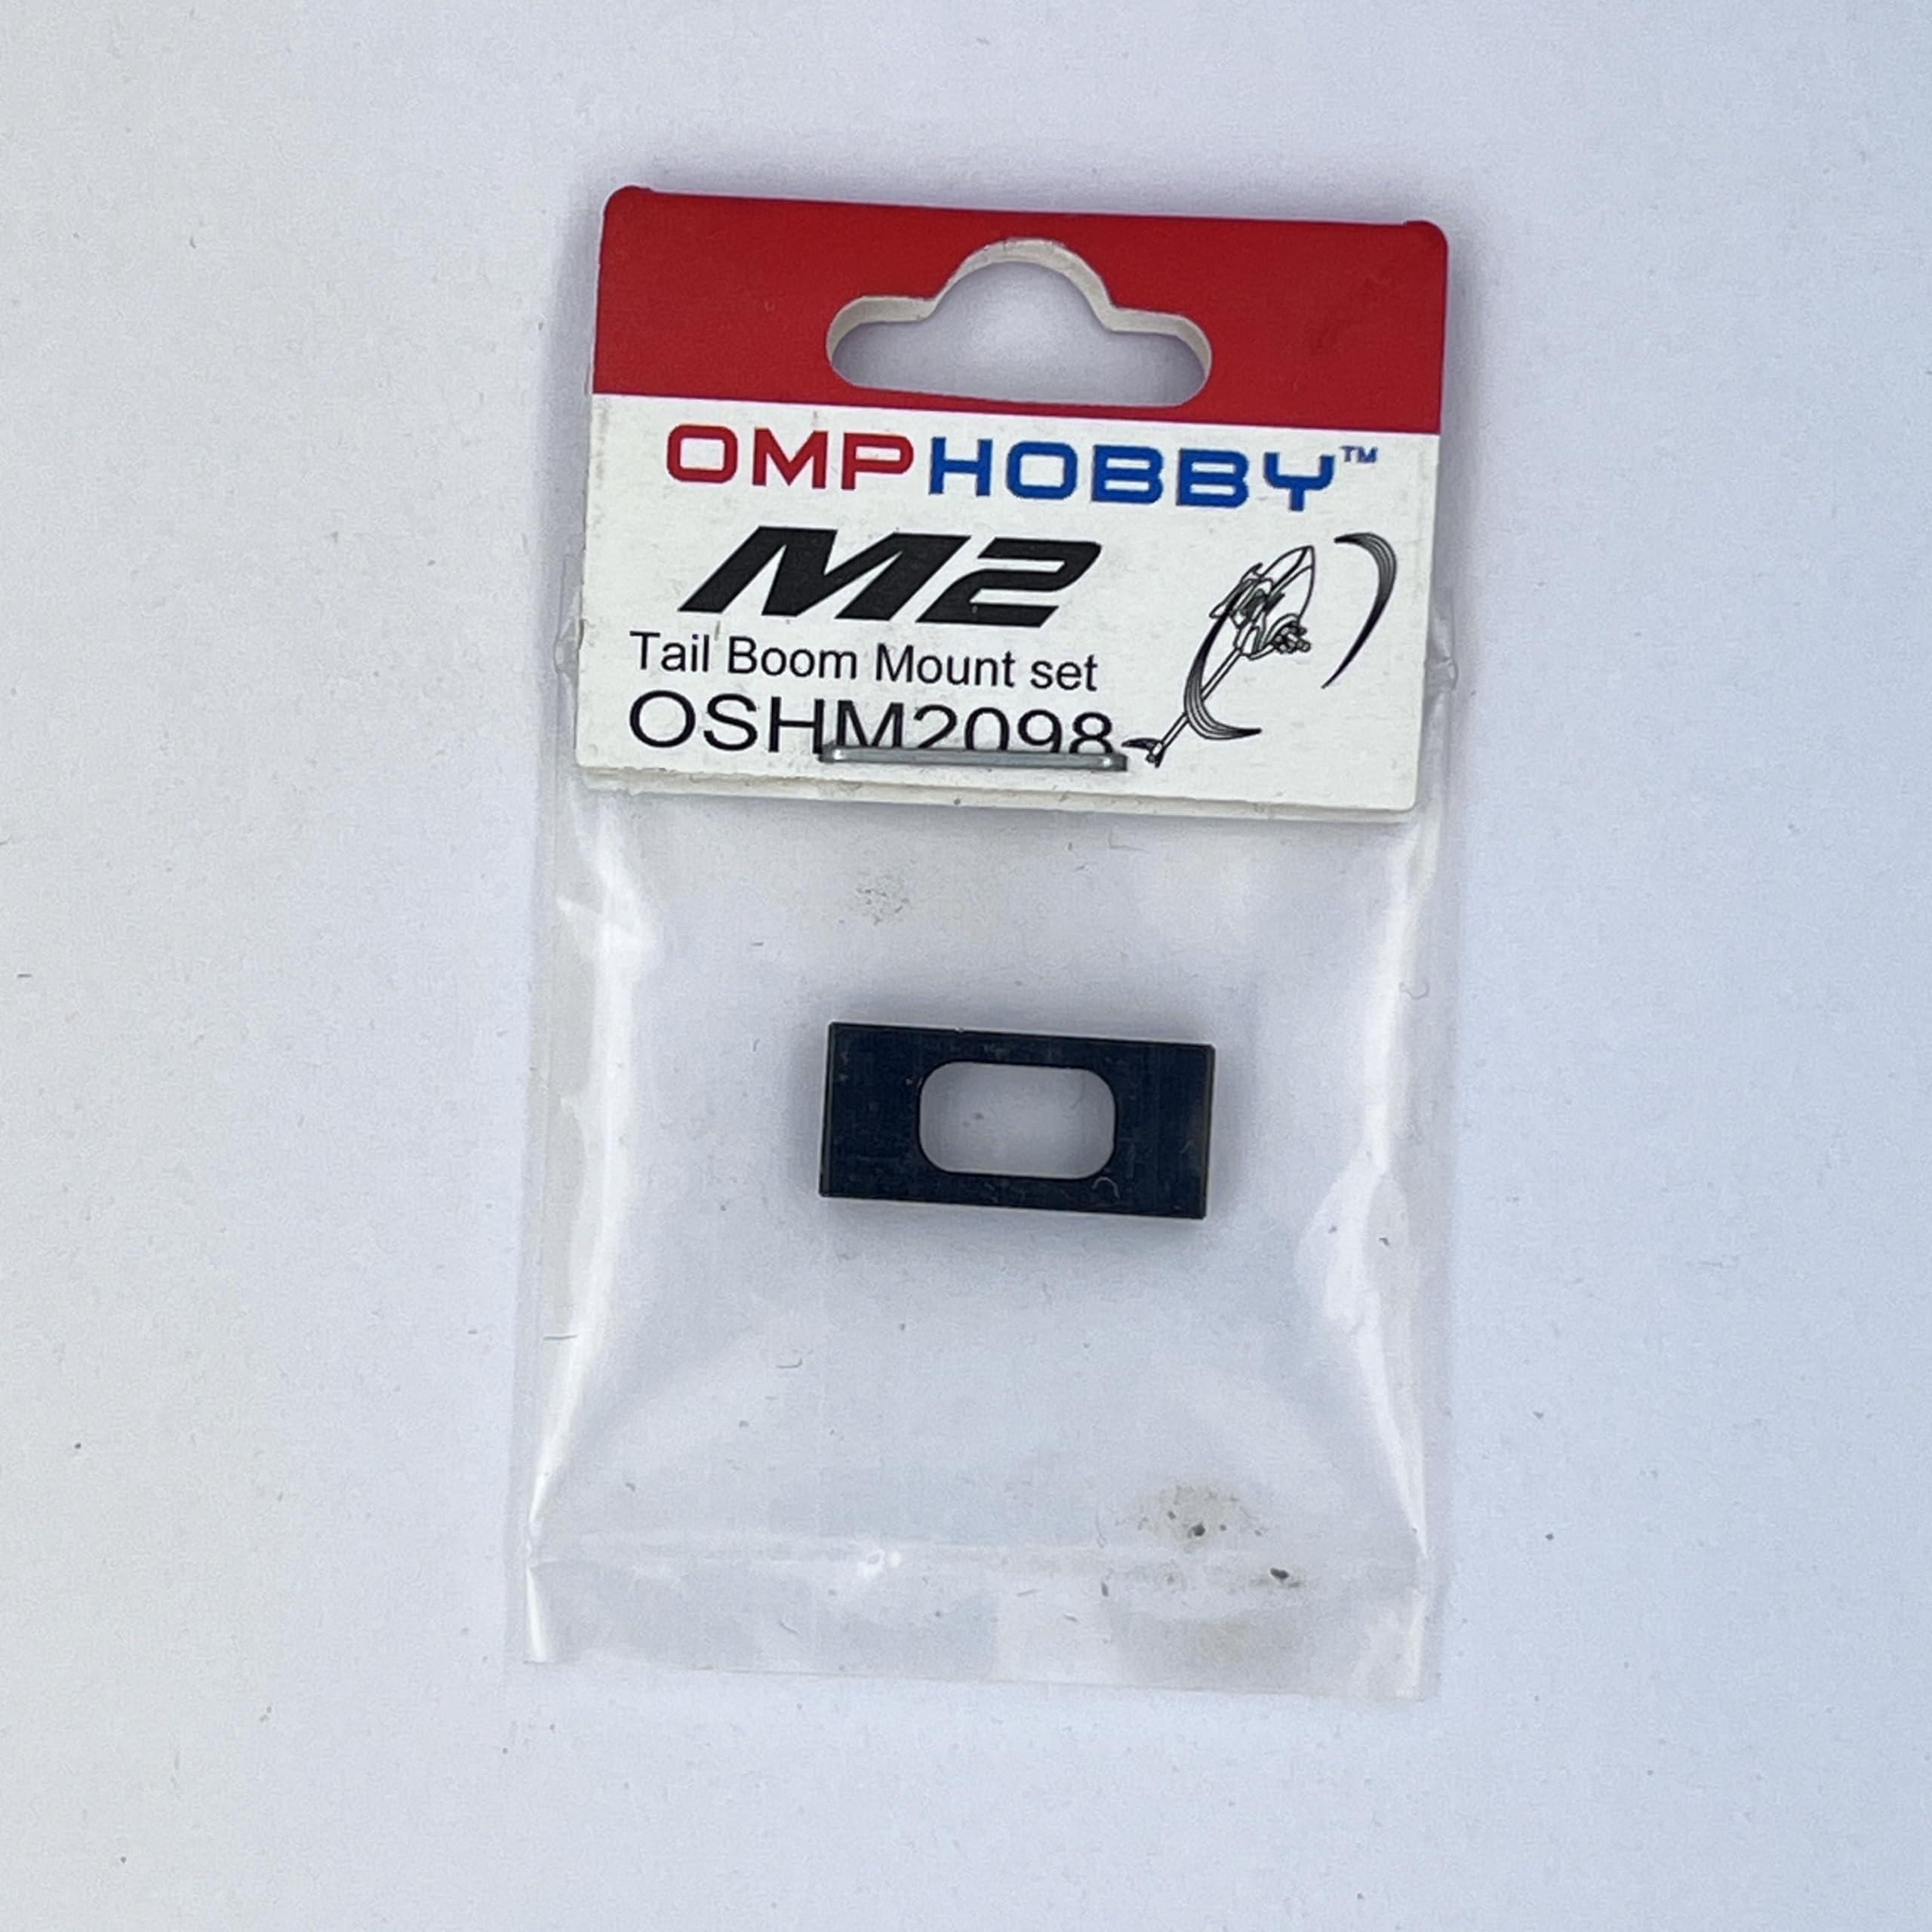 OMPHOBBY™
M2
Tail Boom Mount set
OSHM2098